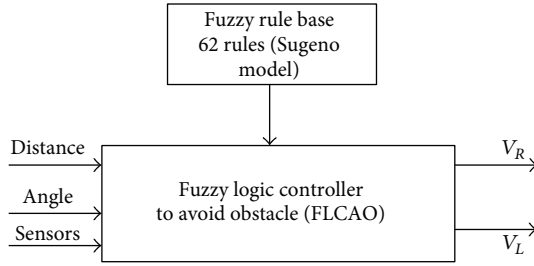 Fuzzy rule base
62 rules (Sugeno
model)
Distance
Angle
Sensors
Fuzzy logic controller
to avoid obstacle (FLCAO)
V_R
V_L